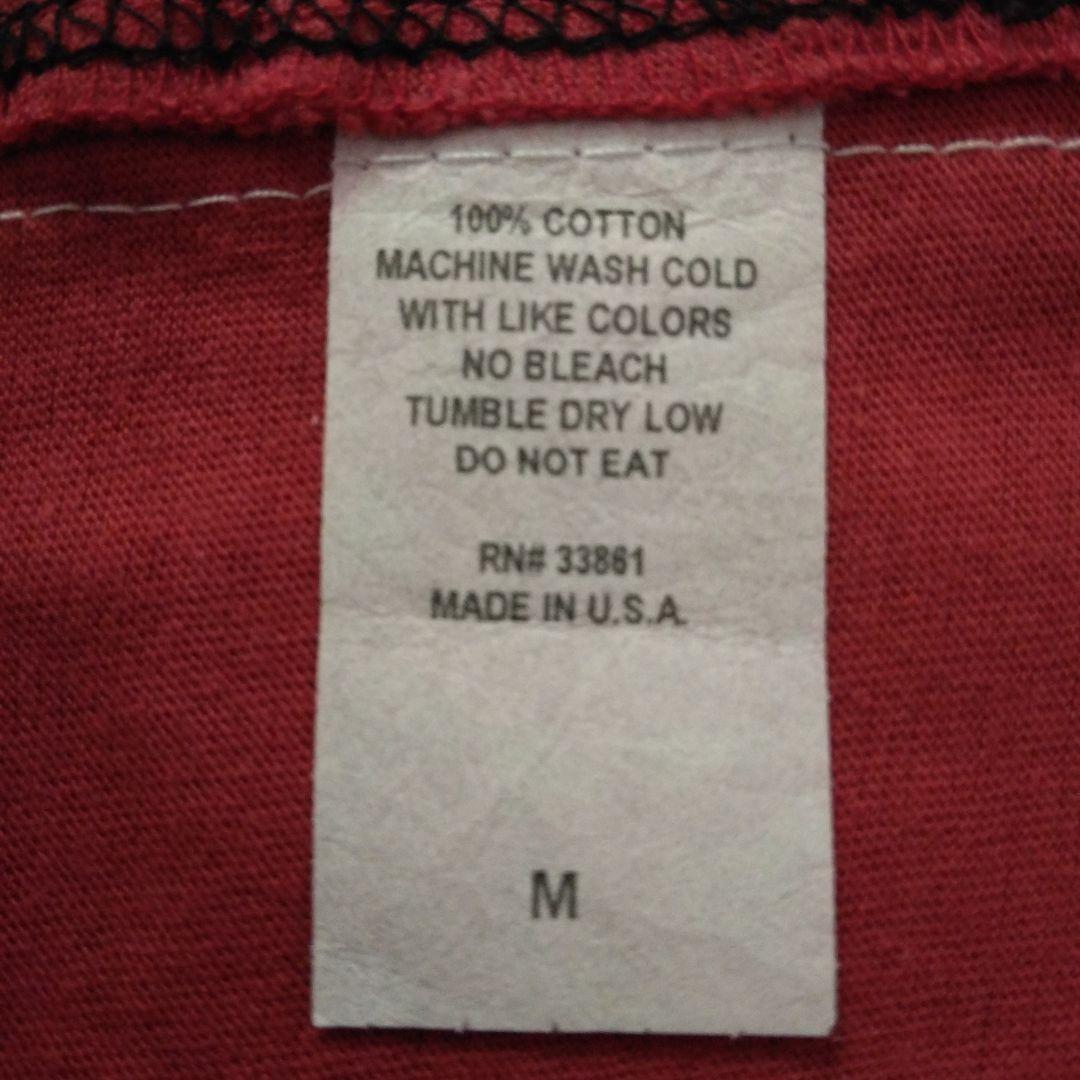 100% COTTON
MACHINE WASH COLD
WITH LIKE COLORS
NO BLEACH
TUMBLE DRY LOW
DO NOT EAT
RN# 33861
MADE IN U.S.A.
M